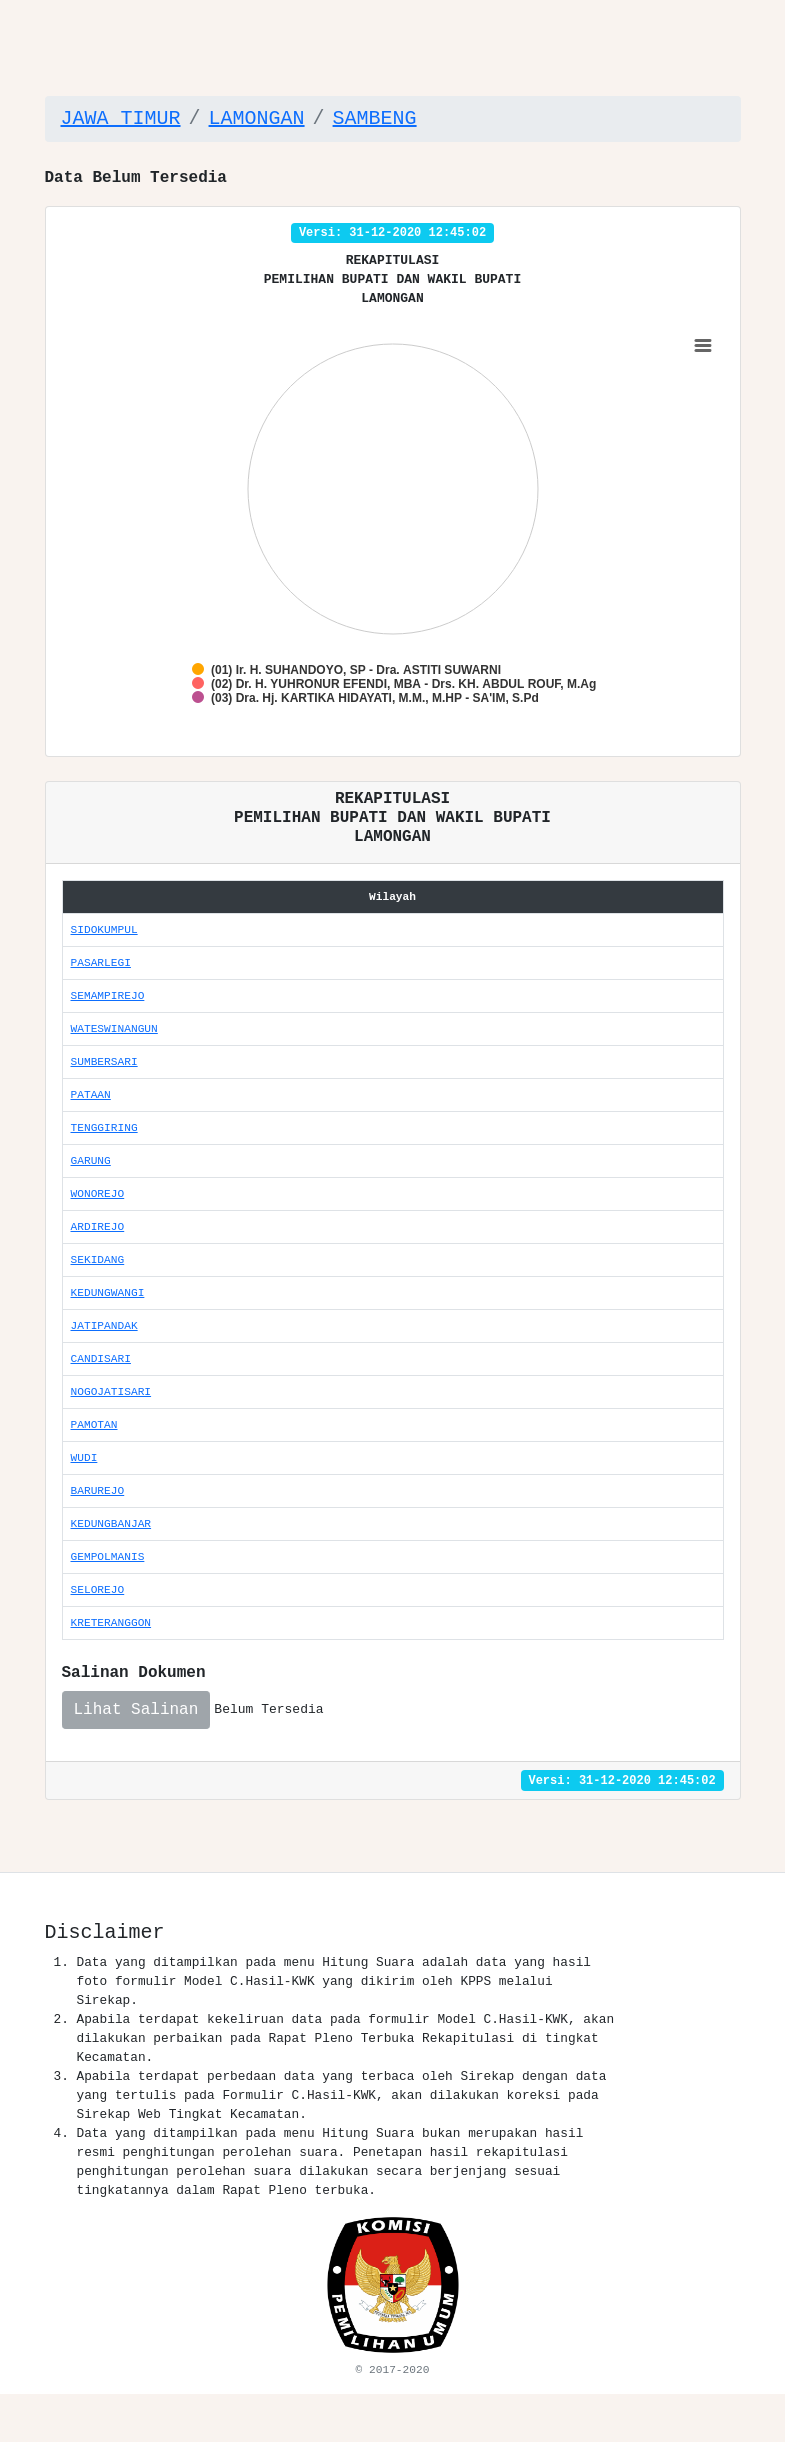 JAWA TIMUR / LAMONGAN / SAMBENG
Data Belum Tersedia
Versi: 31-12-2020 12:45:02
REKAPITULASI
PEMILIHAN BUPATI DAN WAKIL BUPATI
LAMONGAN
(01) Ir. H. SUHANDOYO, SP - Dra. ASTITI SUWARNI
(02) Dr. H. YUHRONUR EFENDI, MBA - Drs. KH. ABDUL ROUF, M.Ag
(03) Dra. Hj. KARTIKA HIDAYATI, M.M., M.HP - SA'IM, S.Pd
REKAPITULASI
PEMILIHAN BUPATI DAN WAKIL BUPATI
LAMONGAN
Wilayah
SIDOKUMPUL
PASARLEGI
SEMAMPIREJO
WATESWINANGUN
SUMBERSARI
PATAAN
TENGGIRING
GARUNG
WONOREJO
ARDIREJO
SEKIDANG
KEDUNGWANGI
JATIPANDAK
CANDISARI
NOGOJATISARI
PAMOTAN
WUDI
BARUREJO
KEDUNGBANJAR
GEMPOLMANIS
SELOREJO
KRETERANGGON
Salinan Dokumen
Lihat Salinan Belum Tersedia
Versi: 31-12-2020 12:45:02
Disclaimer
1. Data yang ditampilkan pada menu Hitung Suara adalah data yang hasil
foto formulir Model C.Hasil-KWK yang dikirim oleh KPPS melalui
Sirekap.
2. Apabila terdapat kekeliruan data pada formulir Model C.Hasil-KWK, akan
dilakukan perbaikan pada Rapat Pleno Terbuka Rekapitulasi di tingkat
Kecamatan.
3. Apabila terdapat perbedaan data yang terbaca oleh Sirekap dengan data
yang tertulis pada Formulir C.Hasil-KWK, akan dilakukan koreksi pada
Sirekap Web Tingkat Kecamatan.
4. Data yang ditampilkan pada menu Hitung Suara bukan merupakan hasil
resmi penghitungan perolehan suara. Penetapan hasil rekapitulasi
penghitungan perolehan suara dilakukan secara berjenjang sesuai
tingkatannya dalam Rapat Pleno terbuka.
KOMISI
PEMILIHAN UMUM
© 2017-2020